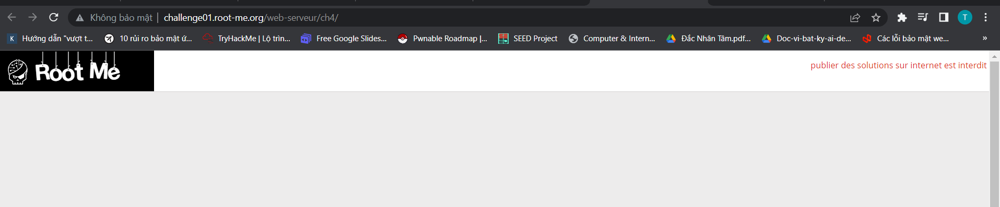 Không bảo mật challenge01.root-me.org/web-serveur/ch4/ T
K Hướng dẫn "vượt t... 10 rủi ro bảo mật ứ... TryHackMe | Lộ trìn... Free Google Slides... Pwnable Roadmap |... SEED Project Computer & Intern... Đắc Nhân Tâm.pdf... Doc-vi-bat-ky-ai-de... Các lỗi bảo mật we... »
Root Me
publier des solutions sur internet est interdit